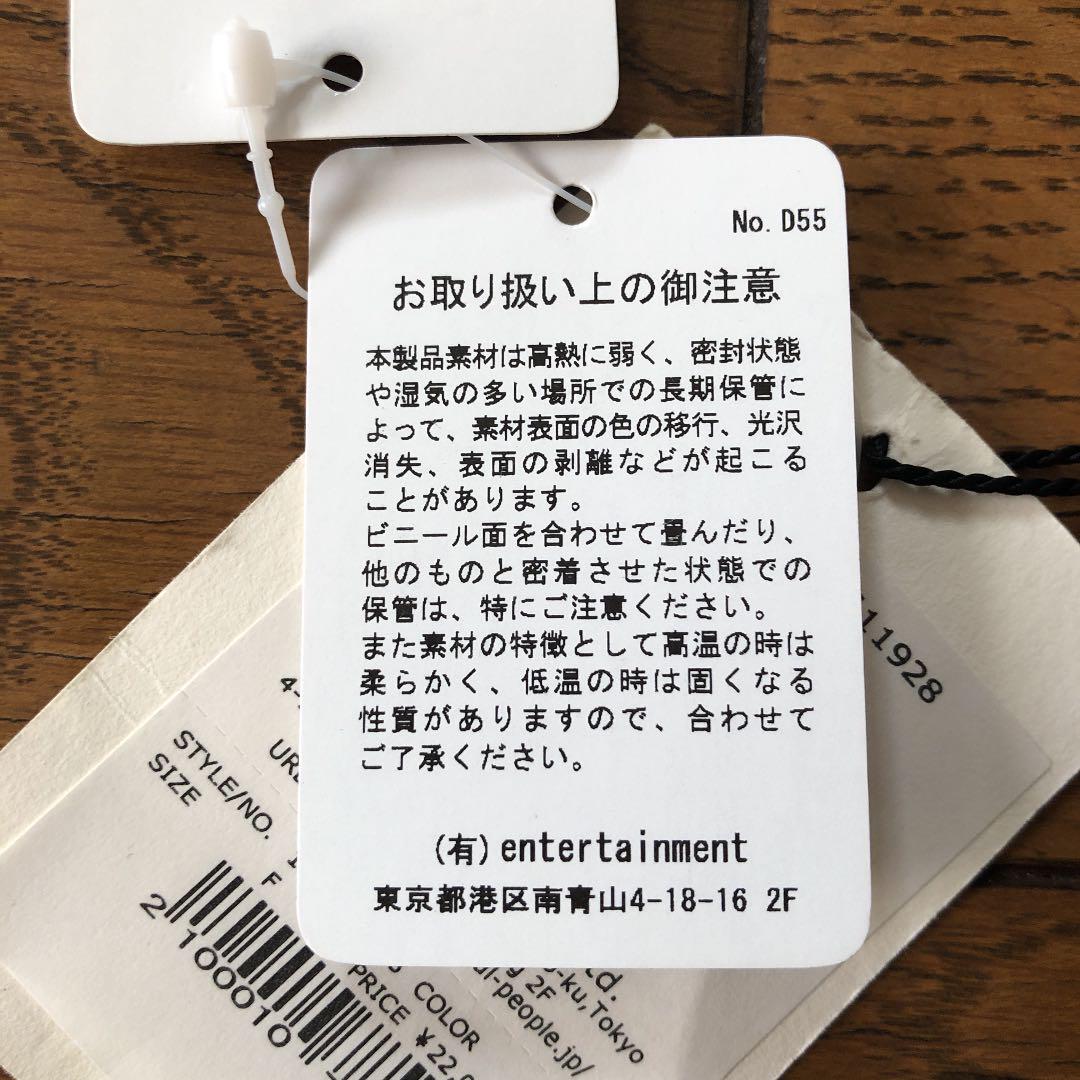 No. D55
お取り扱い上の御注意
本製品素材は高熱に弱く、密封状態
や湿気の多い場所での長期保管に
よって、素材表面の色の移行、光沢
消失、表面の剥離などが起こる
ことがあります。
ビニール面を合わせて畳んだり、
他のものと密着させた状態での
保管は、特にご注意ください。
また素材の特徴として高温の時は
柔らかく、低温の時は固くなる
性質がありますので、合わせて
ご了承ください。
(有)entertainment
東京都港区南青山4-18-16 2F
11928
STYLE/NO.
SIZE
F
2 100010
COLOR
PRICE ¥22,
td.
2F
-ku,Tokyo
al-people.jp/